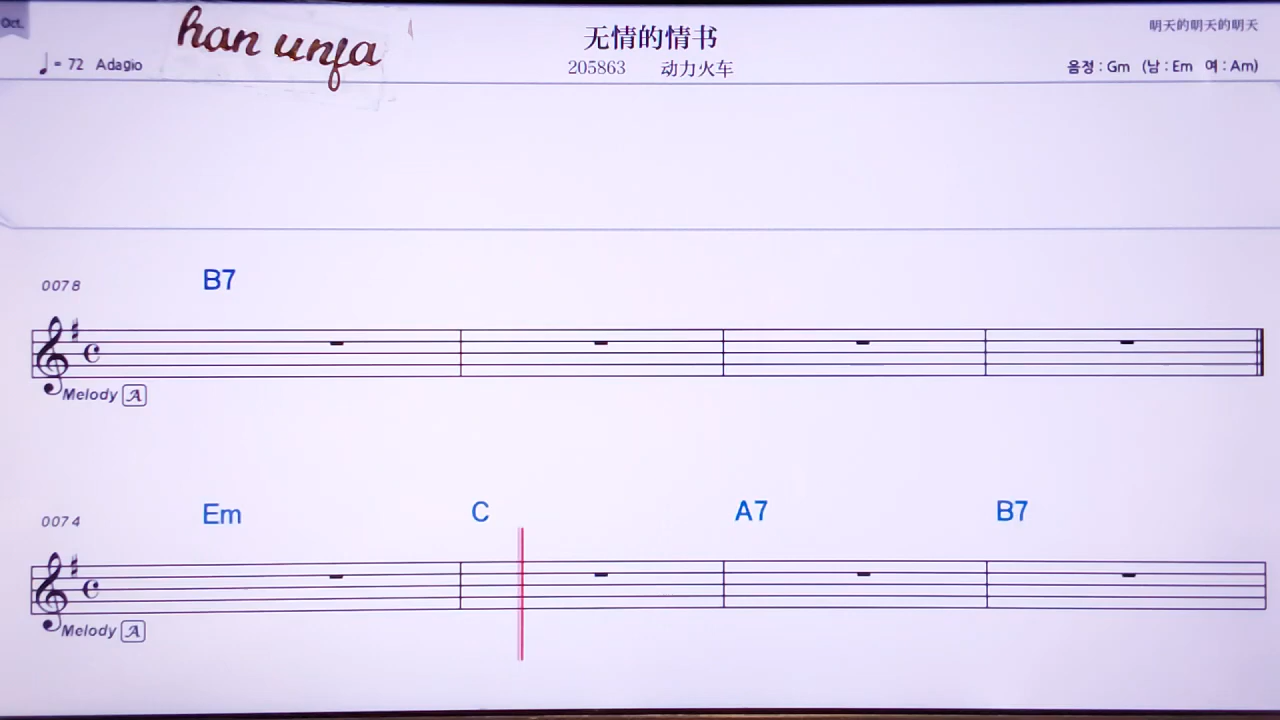 Oct.
han unfa
无情的情书
明天的明天的明天
♩= 72 Adagio
205863 动力火车
음정 : Gm (남 : Em 여 : Am)
0078
B7
Melody A
0074
Em C A7 B7
Melody A